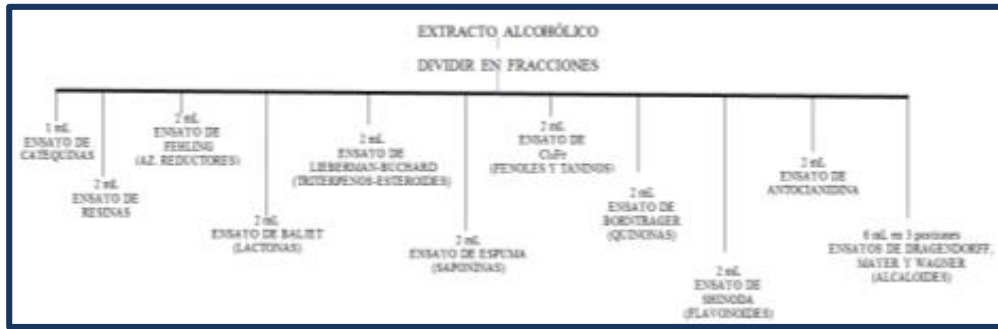 EXTRACTO ALCOHÓLICO
DIVIDIR EN FRACCIONES
1 mL
ENSAYO DE
CATEQUINAS
2 mL
ENSAYO DE
RESINAS
2 mL
ENSAYO DE
FEHLING
(AZ. REDUCTORES)
2 mL
ENSAYO DE BALJET
(LACTONAS)
2 mL
ENSAYO DE
LIEBERMAN-BUCHARD
(TRITERPENOS-ESTEROIDES)
2 mL
ENSAYO DE ESPUMA
(SAPONINAS)
2 mL
ENSAYO DE
Cl3Fe
(FENOLES Y TANINOS)
2 mL
ENSAYO DE
BORNTRAGER
(QUINONAS)
2 mL
ENSAYO DE
SHINODA
(FLAVONOIDES)
2 mL
ENSAYO DE
ANTOCIANIDINA
6 mL en 3 porciones
ENSAYOS DE DRAGENDORFF,
MAYER Y WAGNER
(ALCALOIDES)